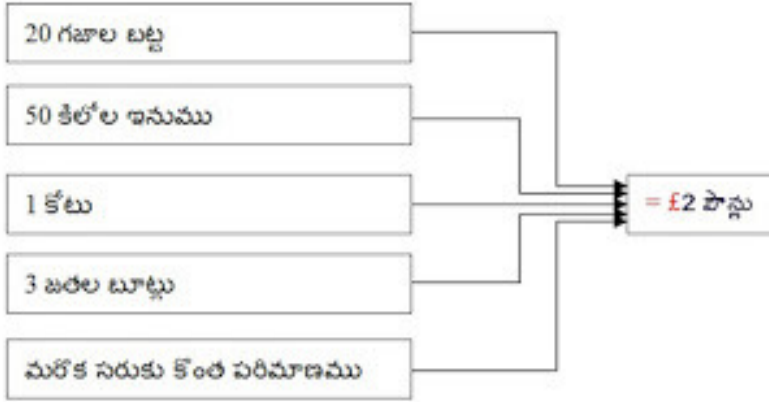 20 గజాల బట్ట
50 కిలోల ఇనుము
1 కోటు
3 జతల బూట్లు
మరొక సరుకు కొంత పరిమాణము
= £2 పౌన్లు